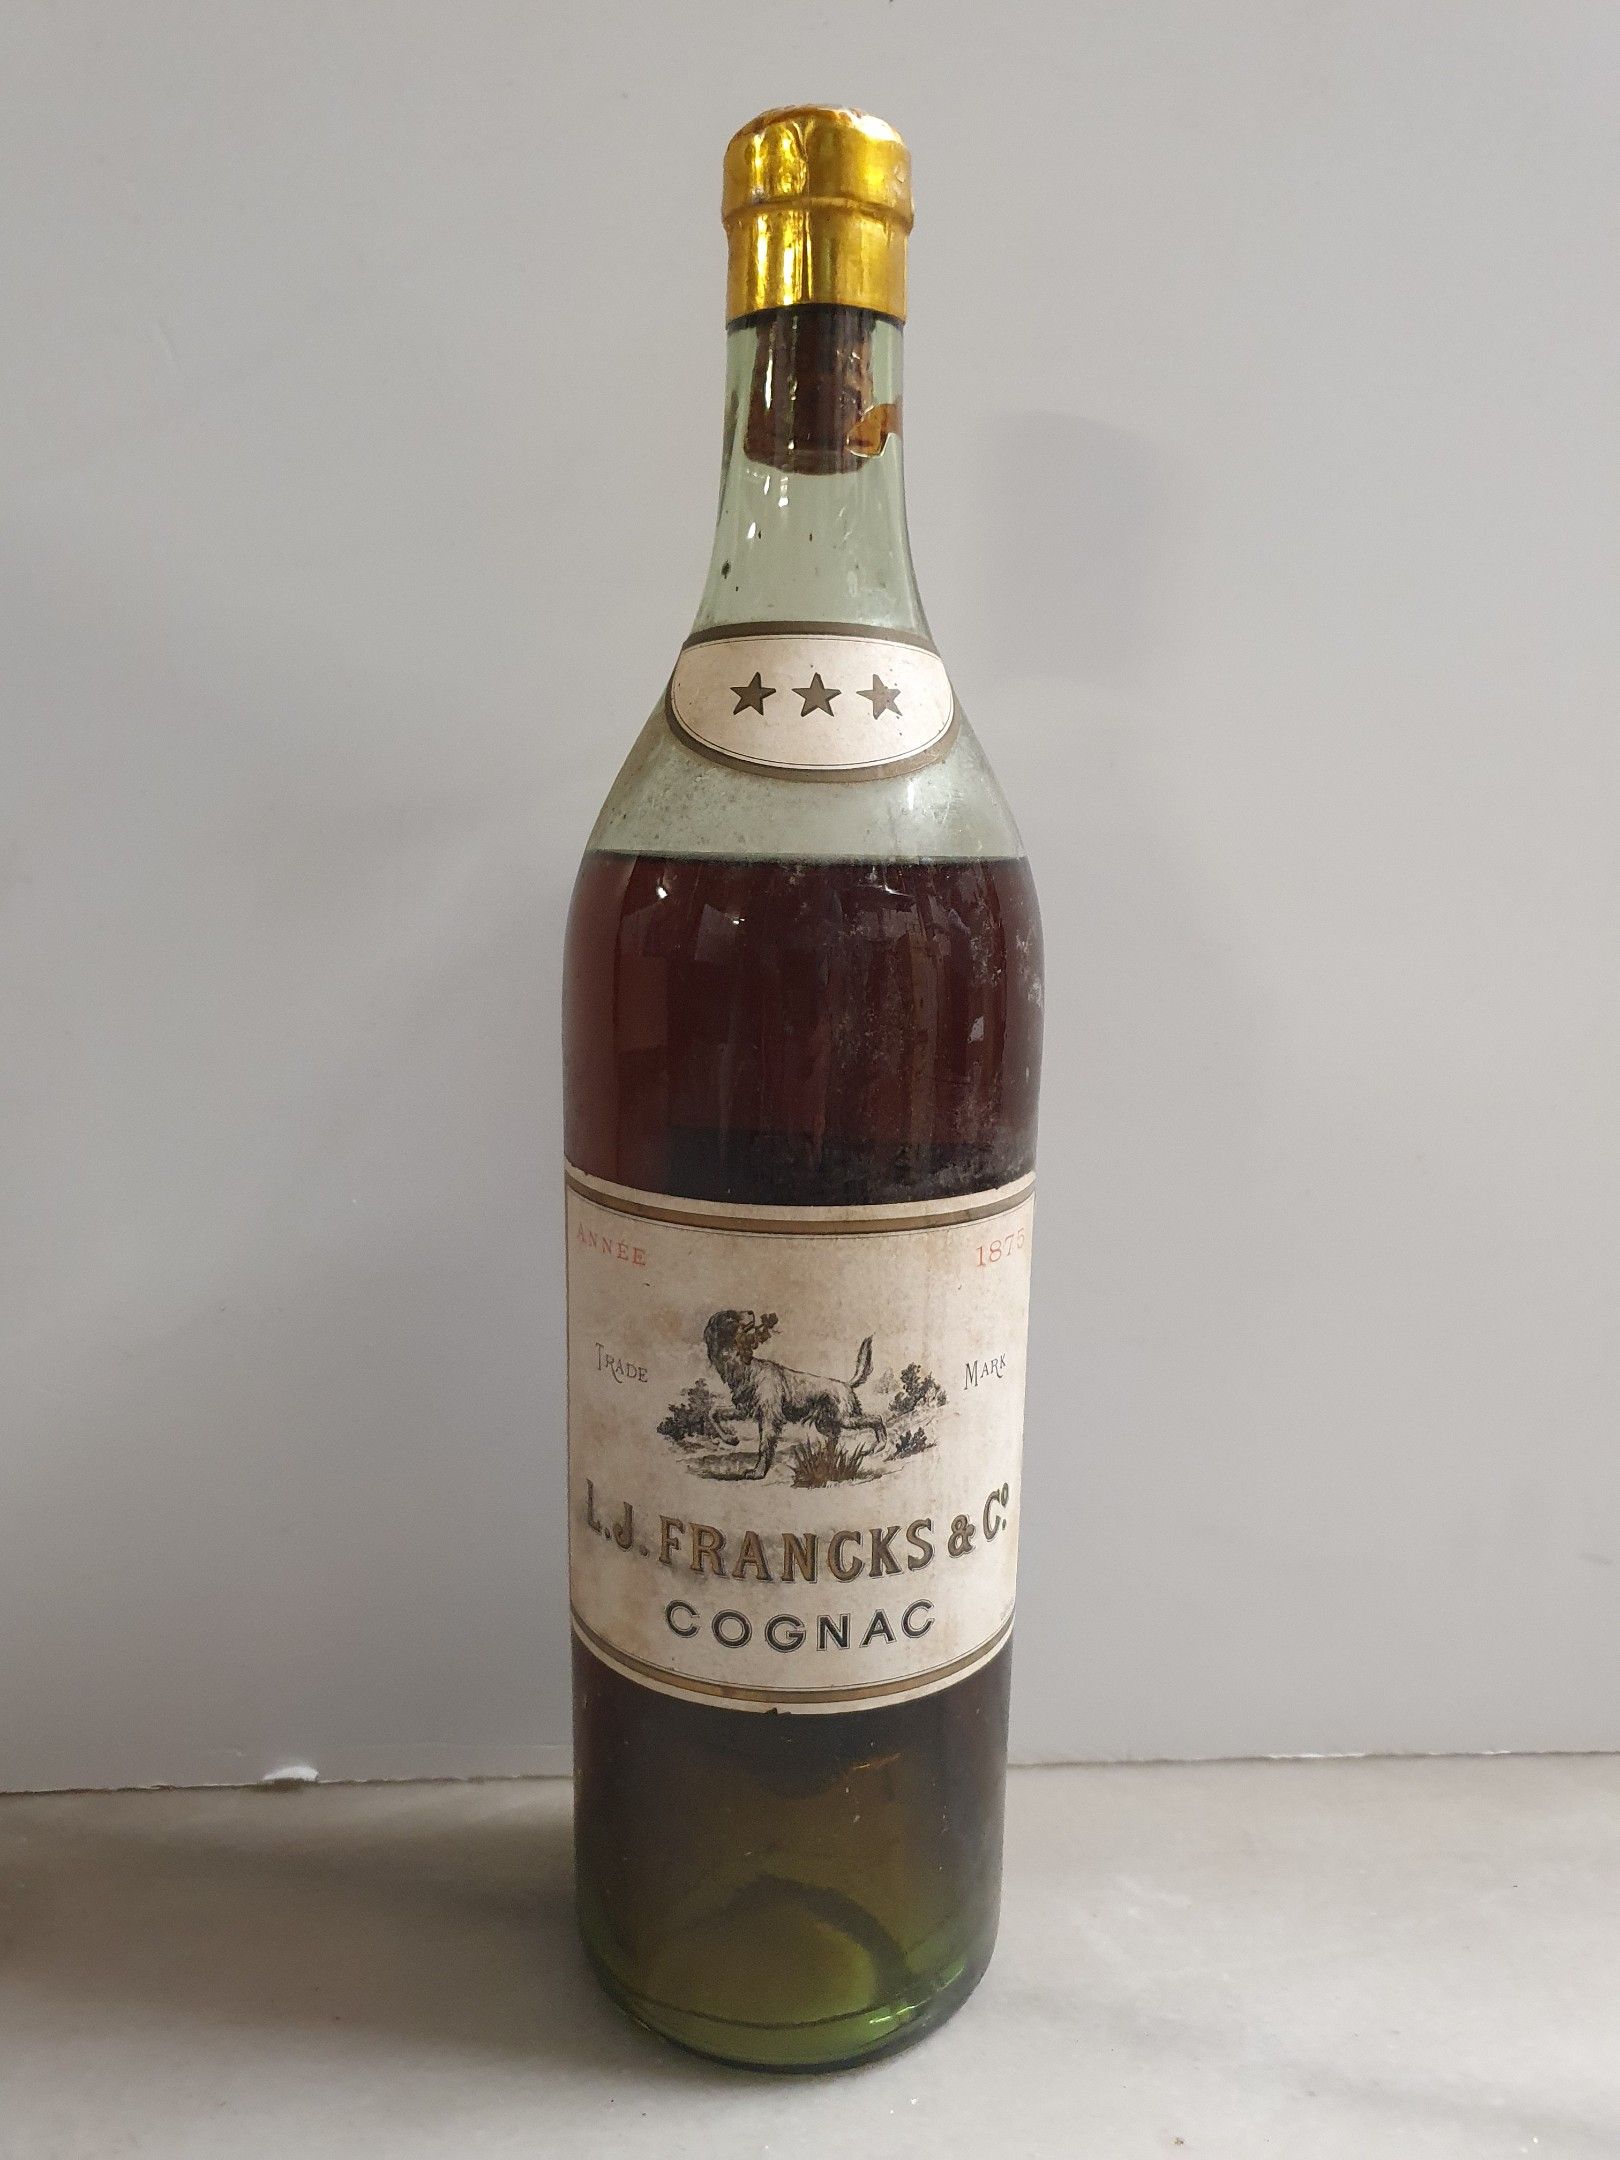 ★ ★ ★
ANNÉE 1875
TRADE MARK
L.J. FRANCKS & Cº.
COGNAC